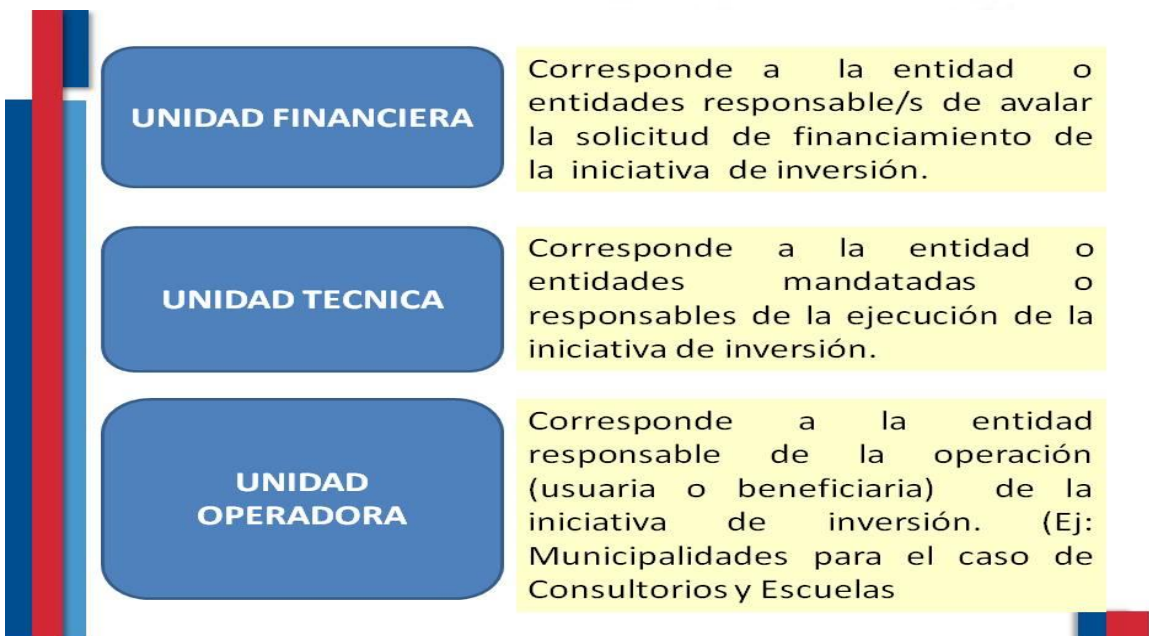 UNIDAD FINANCIERA
Corresponde a la entidad o
entidades responsable/s de avalar
la solicitud de financiamiento de
la iniciativa de inversión.
UNIDAD TECNICA
Corresponde a la entidad o
entidades mandatadas o
responsables de la ejecución de la
iniciativa de inversión.
UNIDAD
OPERADORA
Corresponde a la entidad
responsable de la operación
(usuaria o beneficiaria) de la
iniciativa de inversión. (Ej:
Municipalidades para el caso de
Consultorios y Escuelas